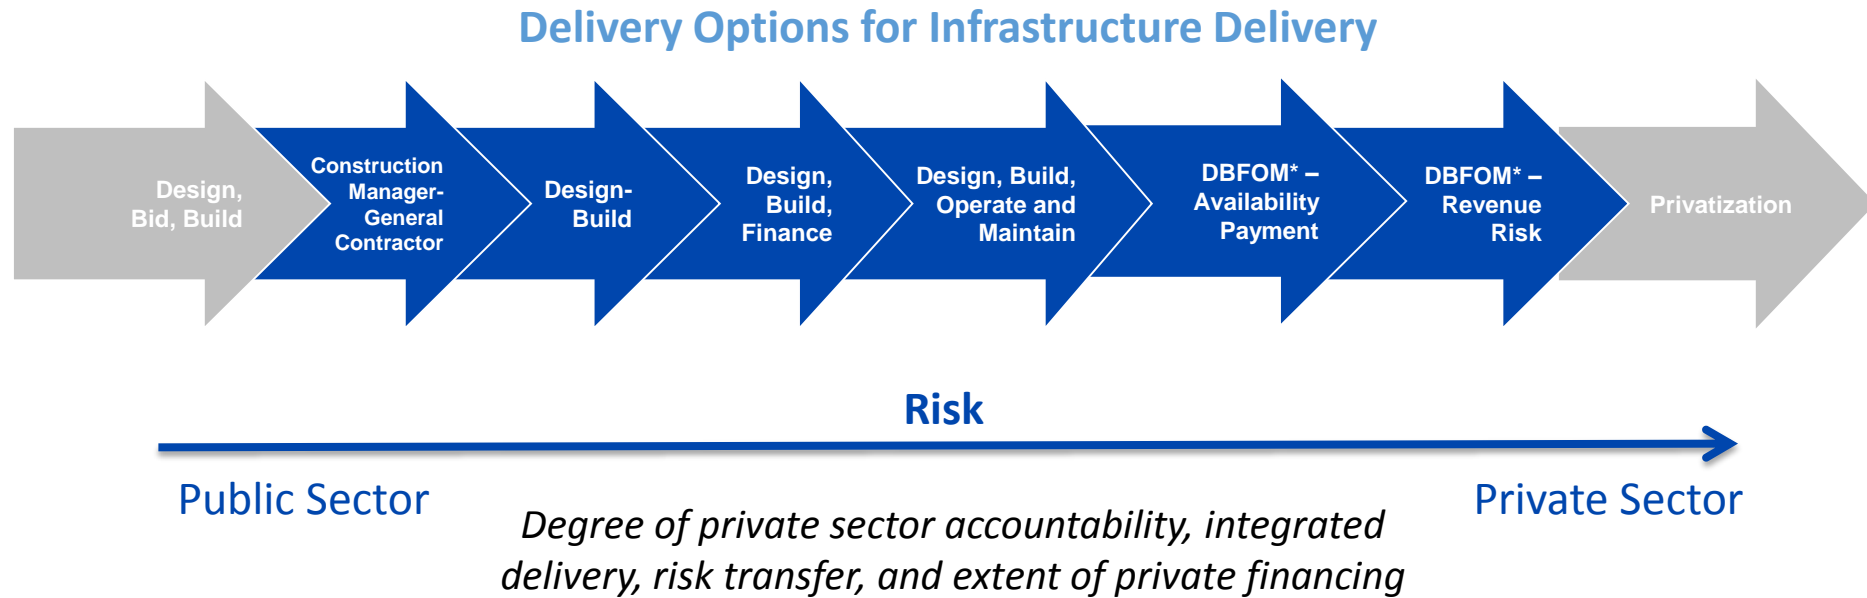 Delivery Options for Infrastructure Delivery
Design,
Bid, Build
Construction
Manager-
General
Contractor
Design-
Build
Design,
Build,
Finance
Design, Build,
Operate and
Maintain
DBFOM* –
Availability
Payment
DBFOM* –
Revenue
Risk
Privatization
Risk
Public Sector
Private Sector
Degree of private sector accountability, integrated
delivery, risk transfer, and extent of private financing